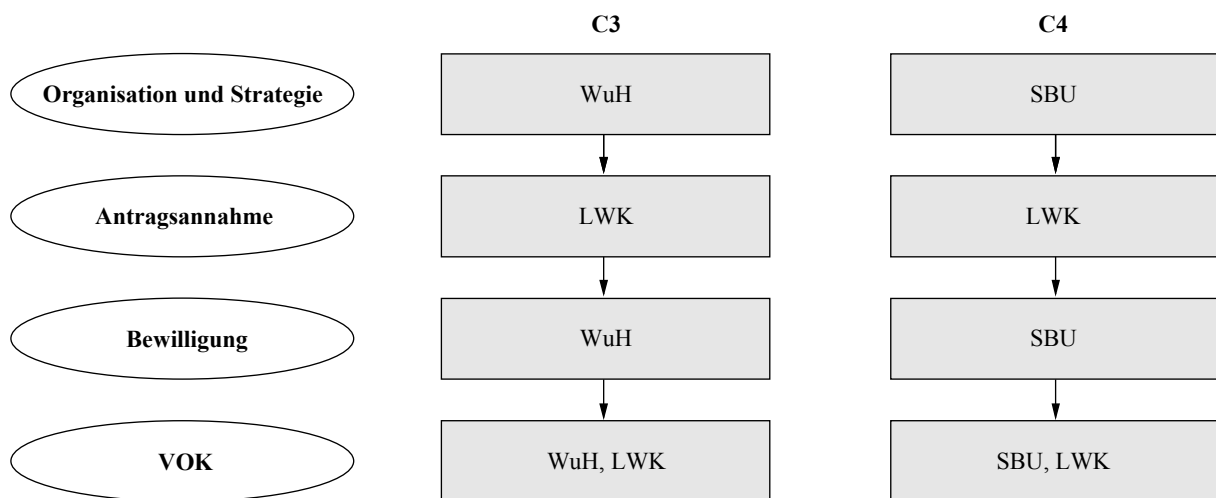 C3 C4
Organisation und Strategie WuH SBU
Antragsannahme LWK LWK
Bewilligung WuH SBU
VOK WuH, LWK SBU, LWK